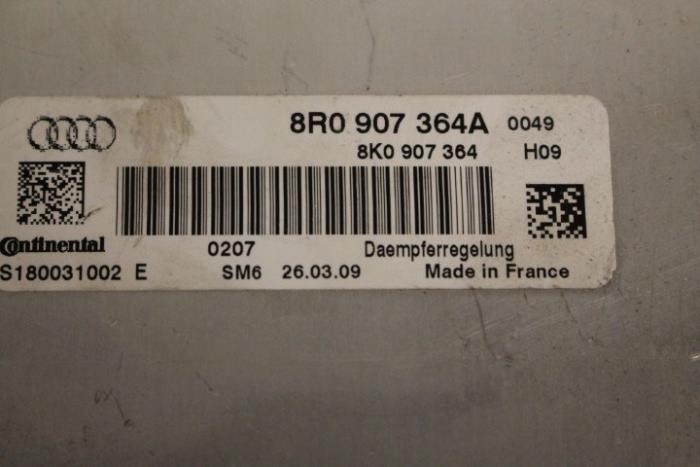 8R0 907 364A 0049
8K0 907 364 H09
Continental 0207 Daempferregelung
S180031002 E SM6 26.03.09 Made in France